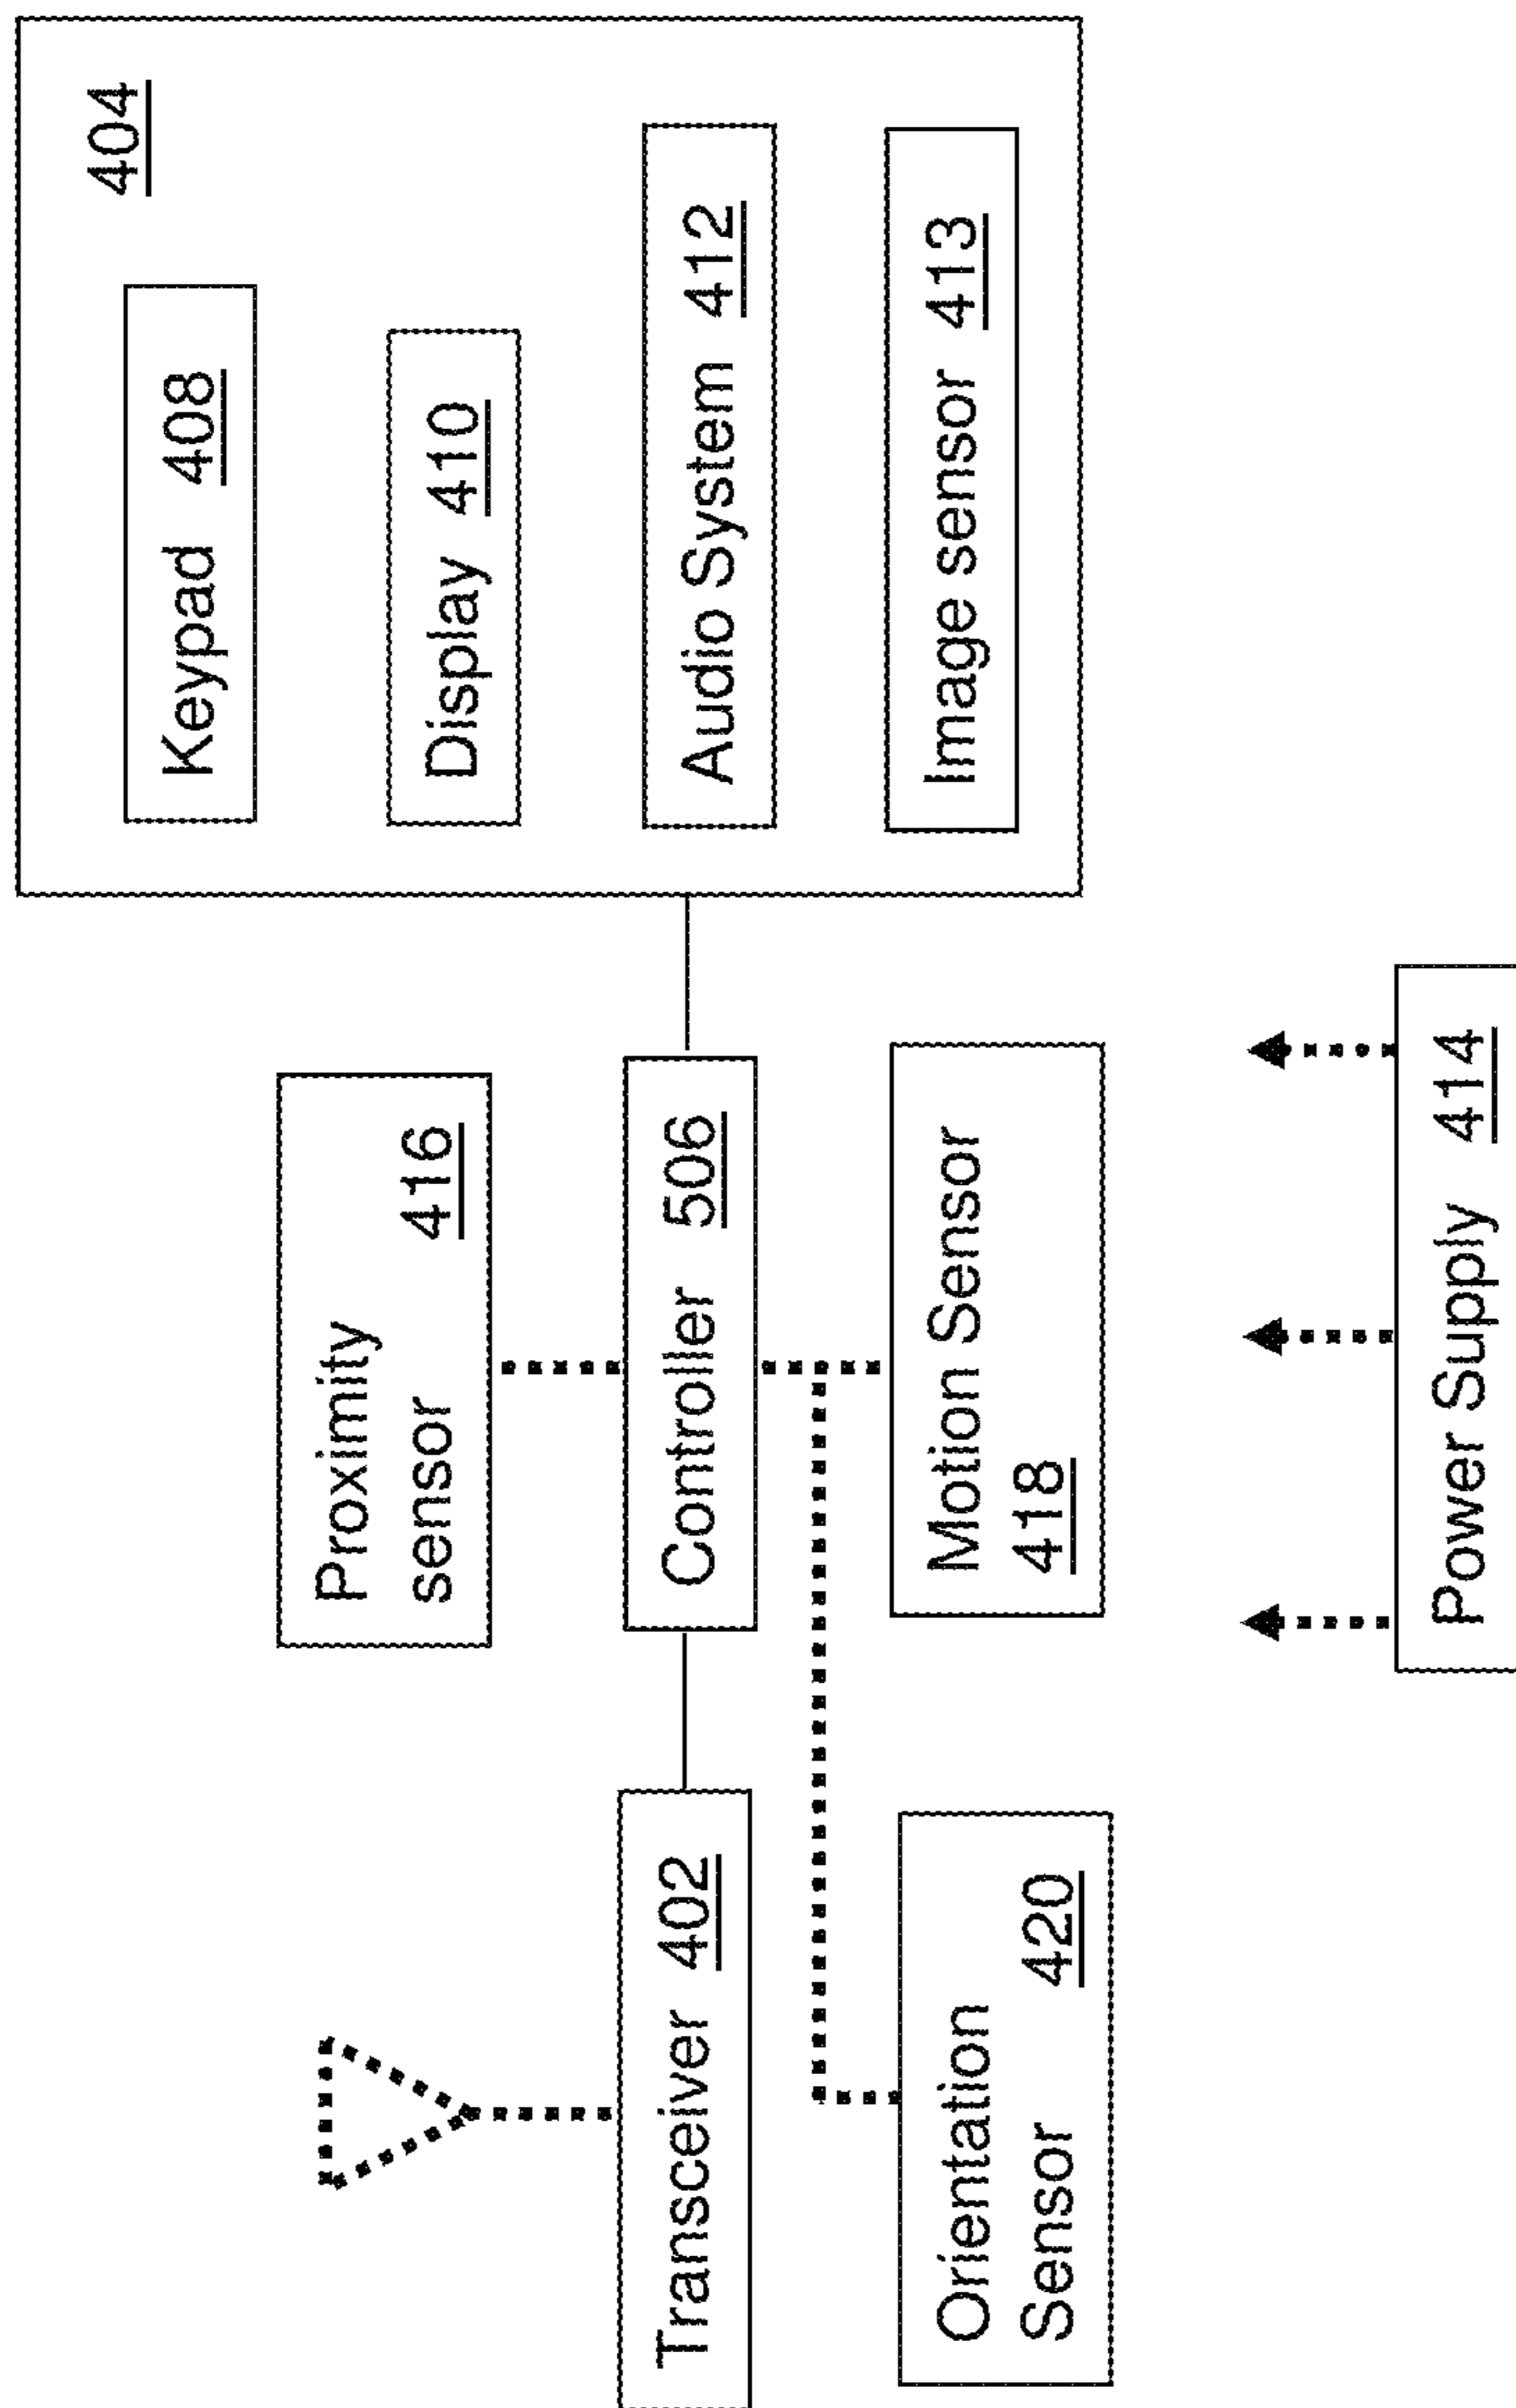 404
Keypad 408
Display 410
Audio System 412
Image sensor 413
Proximity
sensor 416
Controller 506
Motion Sensor
418
Transceiver 402
Orientation
Sensor 420
Power Supply 414